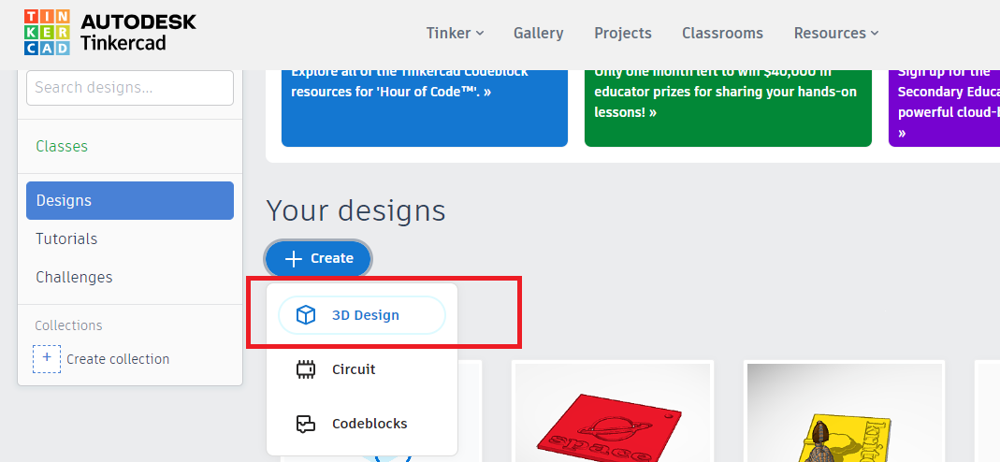 TIN
KER
CAD
AUTODESK
Tinkercad
Tinker
Gallery
Projects
Classrooms
Resources
Search designs...
Classes
Designs
Tutorials
Challenges
Collections
+ Create collection
Explore all of the Tinkercad Codeblock
resources for 'Hour of Code™'. »
Only one month left to win $40,000 in
educator prizes for sharing your hands-on
lessons! »
Sign up for the
Secondary Educa
powerful cloud-
»
Your designs
+ Create
3D Design
Circuit
Codeblocks
space